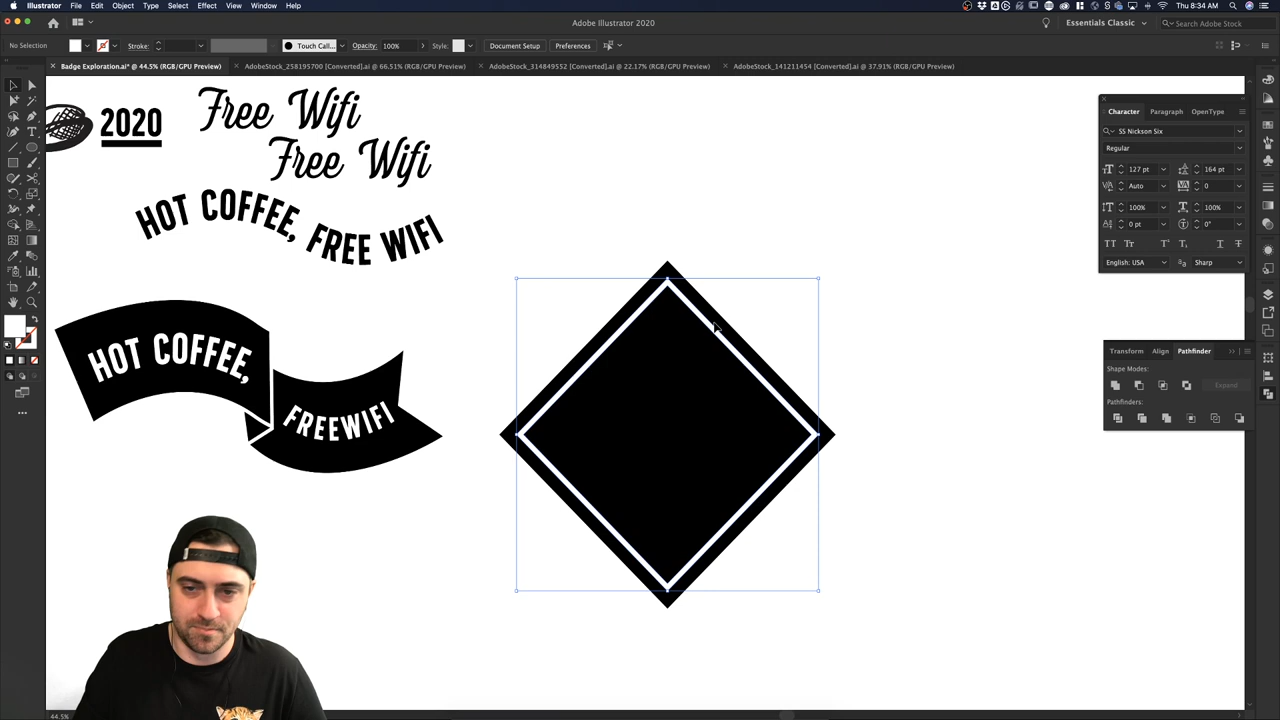 Illustrator File Edit Object Type Select Effect View Window Help
Thu 8:34 AM
Adobe Illustrator 2020
Essentials Classic
Search Adobe Stock
No Selection
Stroke:
Touch Call...
Opacity: 100%
Style:
Document Setup
Preferences
Badge Exploration.ai* @ 44.5% (RGB/GPU Preview)
AdobeStock_258195700 [Converted].ai @ 66.51% (RGB/GPU Preview)
AdobeStock_314849552 [Converted].ai @ 22.17% (RGB/GPU Preview)
AdobeStock_141211454 [Converted].ai @ 37.91% (RGB/GPU Preview)
2020
Free Wifi
Free Wifi
HOT COFFEE, FREE WIFI
HOT COFFEE,
FREEWIFI
Character Paragraph OpenType
SS Nickson Six
Regular
127 pt 164 pt
Auto 0
100% 100%
0 pt 0°
English: USA Sharp
Transform Align Pathfinder
Shape Modes:
Expand
Pathfinders:
44.5%